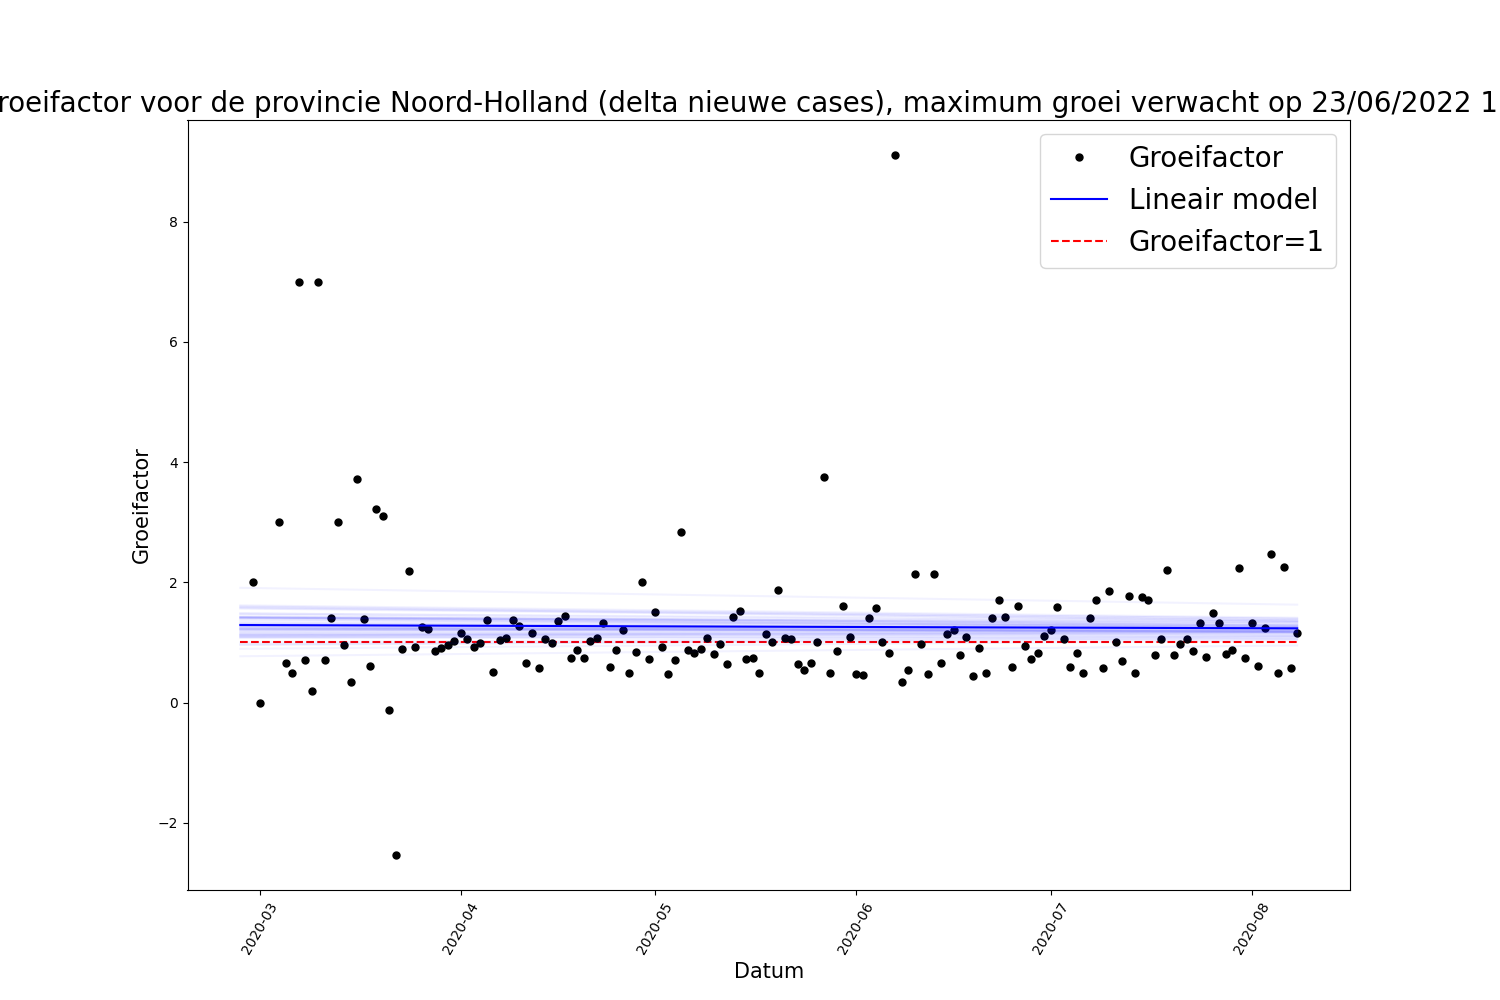 roeifactor voor de provincie Noord-Holland (delta nieuwe cases), maximum groei verwacht op 23/06/2022 1
Groeifactor
Lineair model
Groeifactor=1
8
6
4
2
0
−2
Groeifactor
2020-03
2020-04
2020-05
2020-06
2020-07
2020-08
Datum